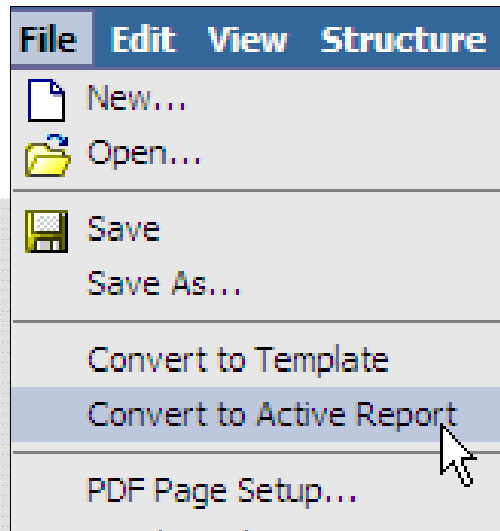 File Edit View Structure
New...
Open...
Save
Save As...
Convert to Template
Convert to Active Report
PDF Page Setup...